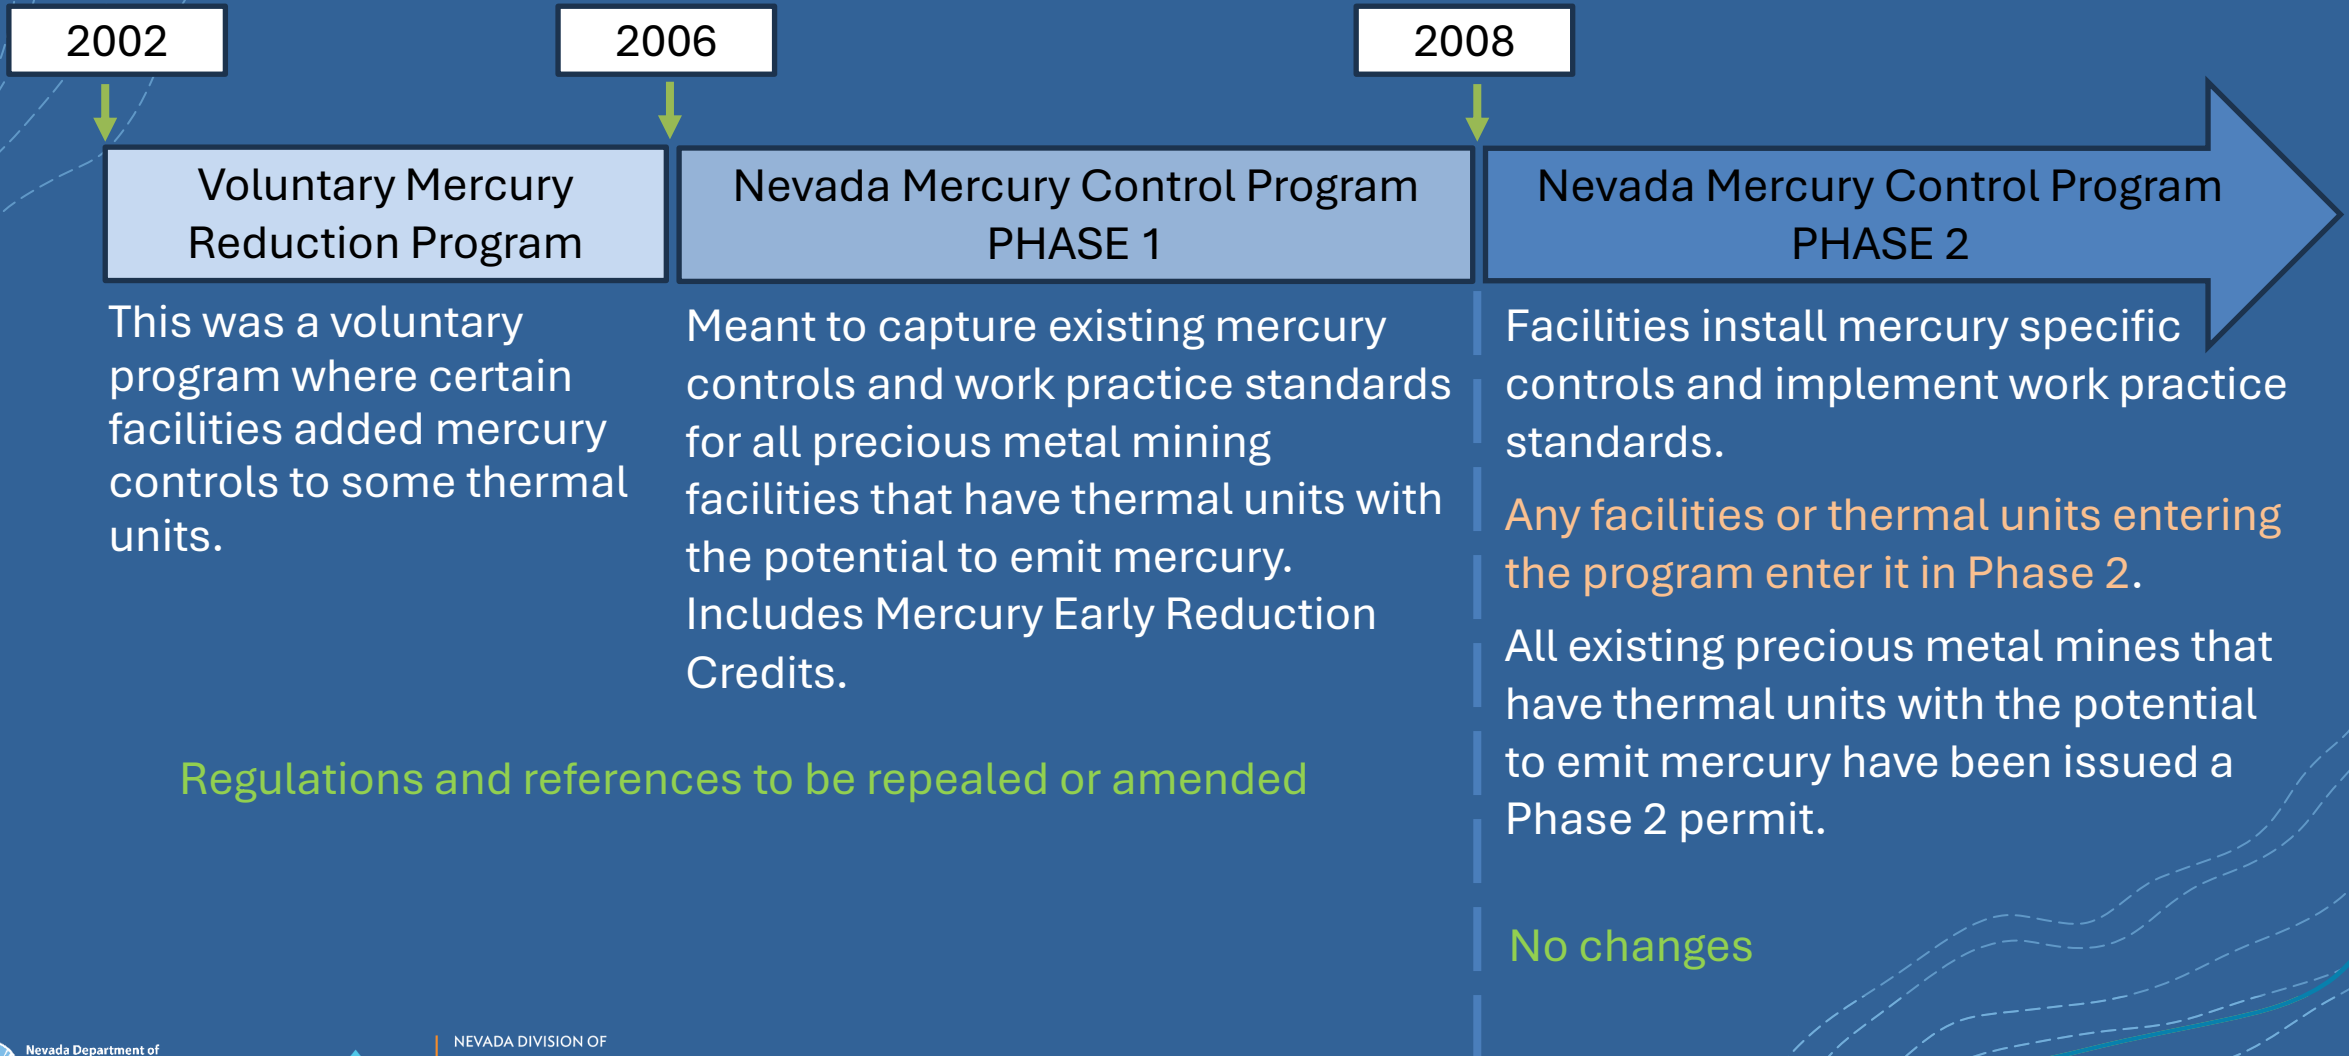 2002
2006
2008
Voluntary Mercury
Reduction Program
Nevada Mercury Control Program
PHASE 1
Nevada Mercury Control Program
PHASE 2
This was a voluntary
program where certain
facilities added mercury
controls to some thermal
units.
Meant to capture existing mercury
controls and work practice standards
for all precious metal mining
facilities that have thermal units with
the potential to emit mercury.
Includes Mercury Early Reduction
Credits.
Regulations and references to be repealed or amended
Facilities install mercury specific
controls and implement work practice
standards.
Any facilities or thermal units entering
the program enter it in Phase 2.
All existing precious metal mines that
have thermal units with the potential
to emit mercury have been issued a
Phase 2 permit.
No changes
Nevada Department of
NEVADA DIVISION OF